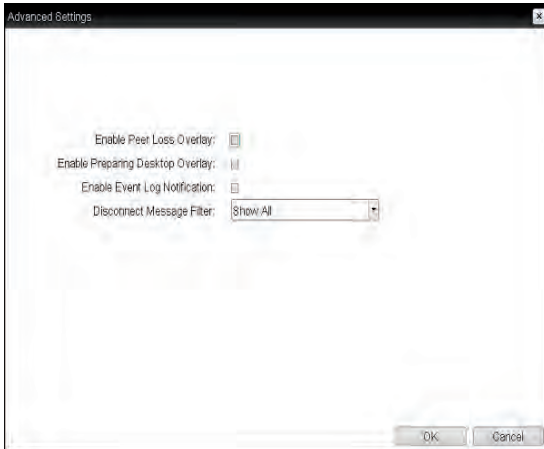 Advanced Settings
Enable Peer Loss Overlay:
Enable Preparing Desktop Overlay:
Enable Event Log Notification:
Disconnect Message Filter: Show All
OK Cancel